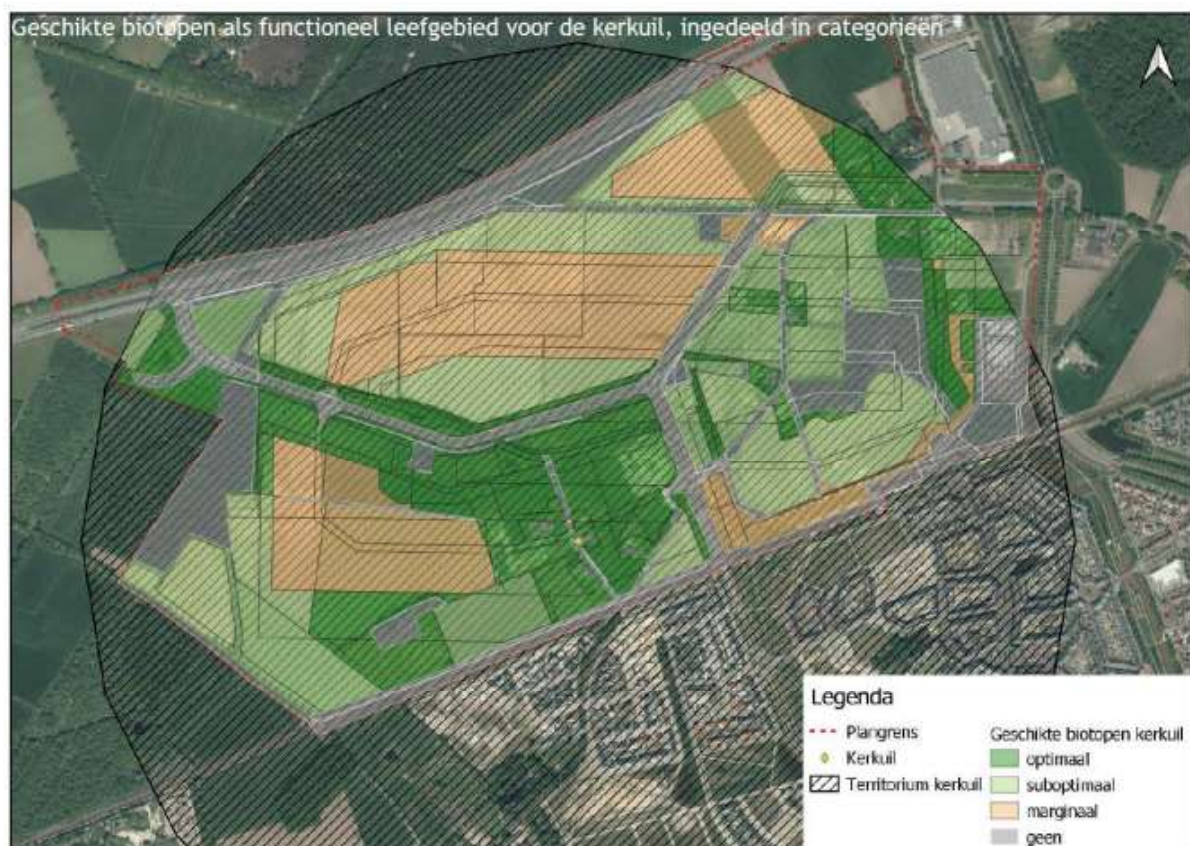 Geschikte biotopen als functioneel leefgebied voor de kerkuil, ingedeeld in categorieën
Legenda
Plangrens
Kerkuil
Territorium kerkuil
Geschikte biotopen kerkuil
optimaal
suboptimaal
marginaal
geen